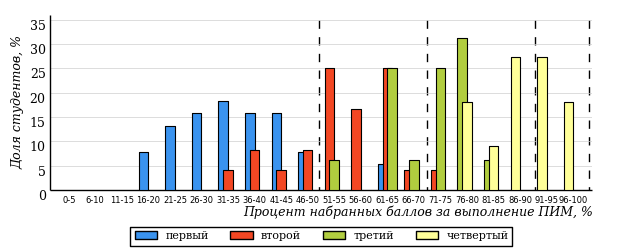 Доля студентов, %
35
30
25
20
15
10
5
0
0-5 6-10 11-15 16-20 21-25 26-30 31-35 36-40 41-45 46-50 51-55 56-60 61-65 66-70 71-75 76-80 81-85 86-90 91-95 96-100
Процент набранных баллов за выполнение ПИМ, %
первый второй третий четвертый